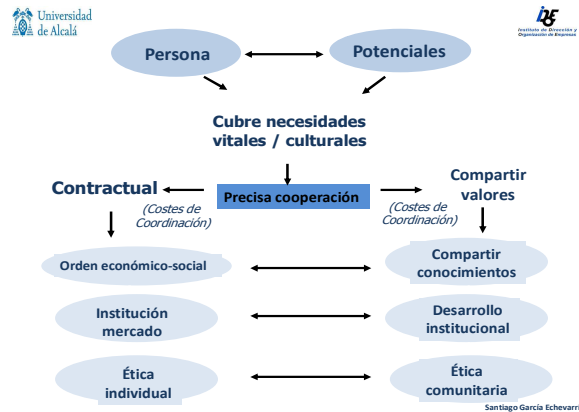 Universidad
de Alcalá
Instituto de Dirección y
Organización de Empresas
Persona
Potenciales
Cubre necesidades
vitales / culturales
Contractual
Precisa cooperación
Compartir
valores
(Costes de
Coordinación)
(Costes de
Coordinación)
Orden económico-social
Compartir
conocimientos
Institución
mercado
Desarrollo
institucional
Ética
individual
Ética
comunitaria
Santiago García Echevarrí